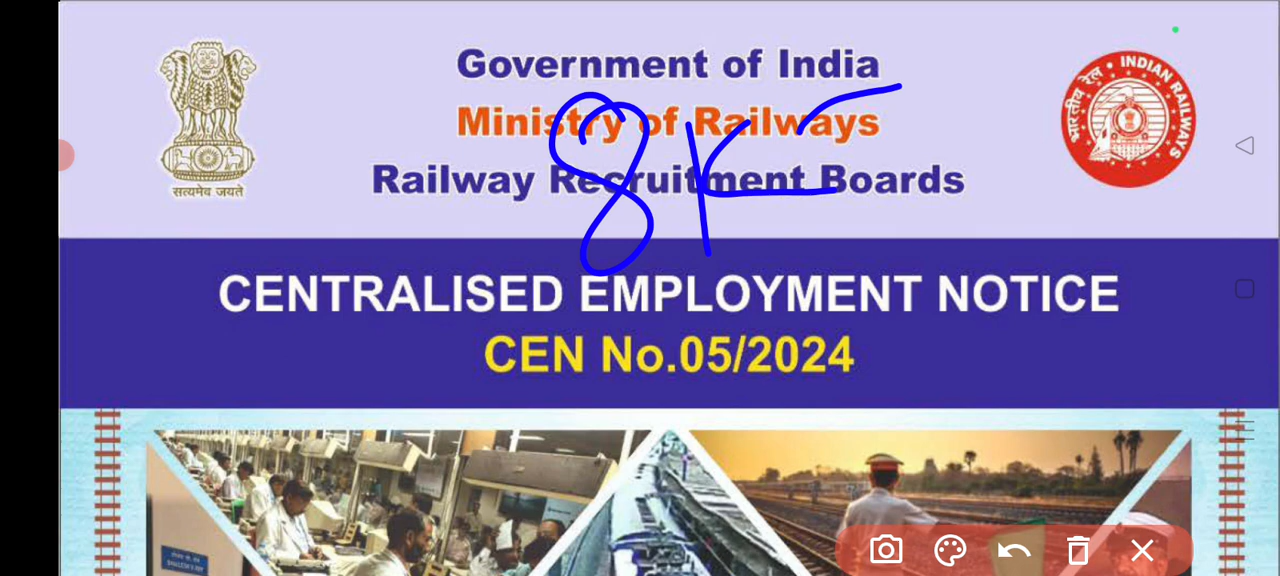 Government of India
Ministry of Railways
Railway Recruitment Boards
सत्यमेव जयते
भारतीय रेल • INDIAN RAILWAYS
8K
CENTRALISED EMPLOYMENT NOTICE
CEN No.05/2024